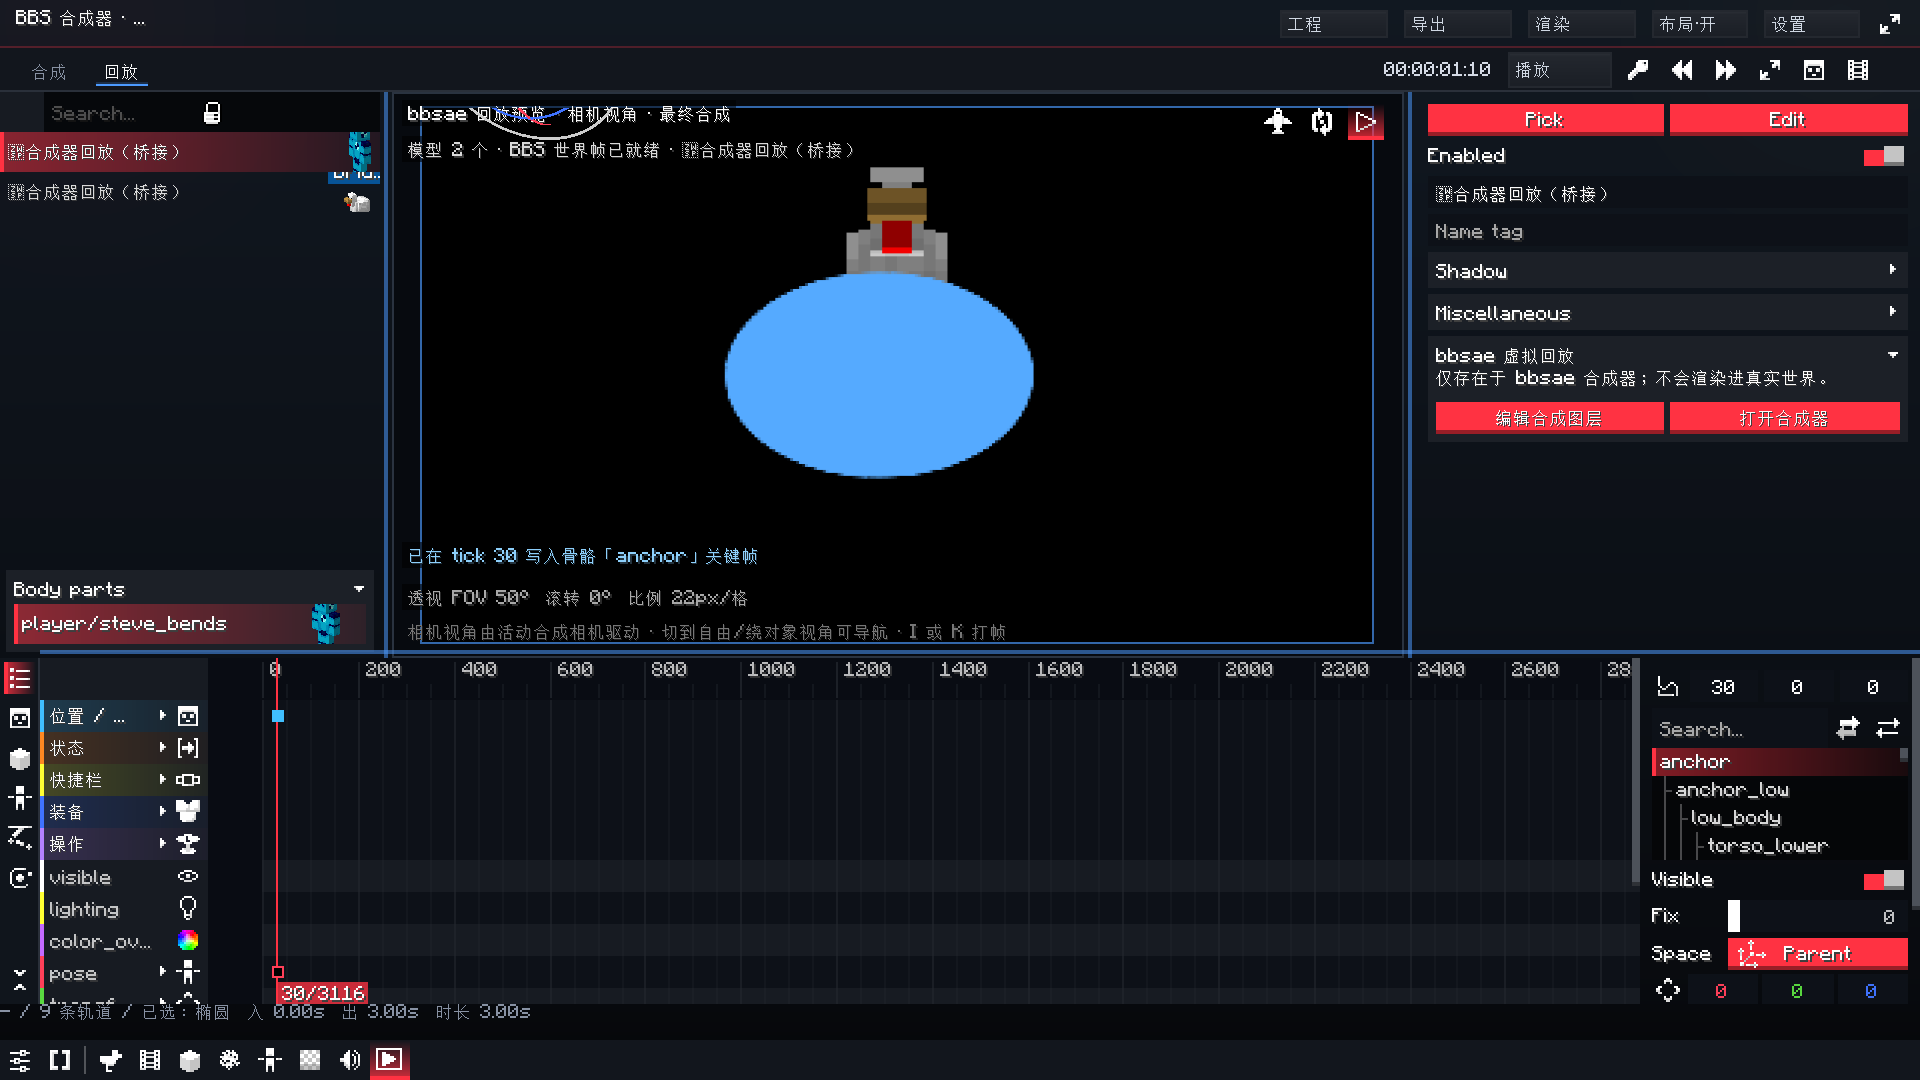 BBS 合成器 · ...
工程
导出
渲染
布局·开
设置
合成
回放
00:00:01:10
播放
Search...
合成器回放（桥接）
合成器回放（桥接）
bbsae 回放预览 · 相机视角 · 最终合成
模型 2 个 · BBS 世界帧已就绪 · 合成器回放（桥接）
已在 tick 30 写入骨骼「anchor」关键帧
透视 FOV 50° 滚转 0° 比例 22px/格
相机视角由活动合成相机驱动 · 切到自由/绕对象视角可导航 · I 或 K 打帧
Pick
Edit
Enabled
合成器回放（桥接）
Name tag
Shadow
Miscellaneous
bbsae 虚拟回放
仅存在于 bbsae 合成器；不会渲染进真实世界。
编辑合成图层
打开合成器
Body parts
player/steve_bends
0
200
400
600
800
1000
1200
1400
1600
1800
2000
2200
2400
2600
28
位置 / ...
状态
快捷栏
装备
操作
visible
lighting
color_ov...
pose
30/3116
30
0
0
Search...
anchor
anchor_low
low_body
torso_lower
Visible
Fix
0
Space
Parent
0
0
0
/ 9 条轨道 / 已选：椭圆 入 0.00s 出 3.00s 时长 3.00s